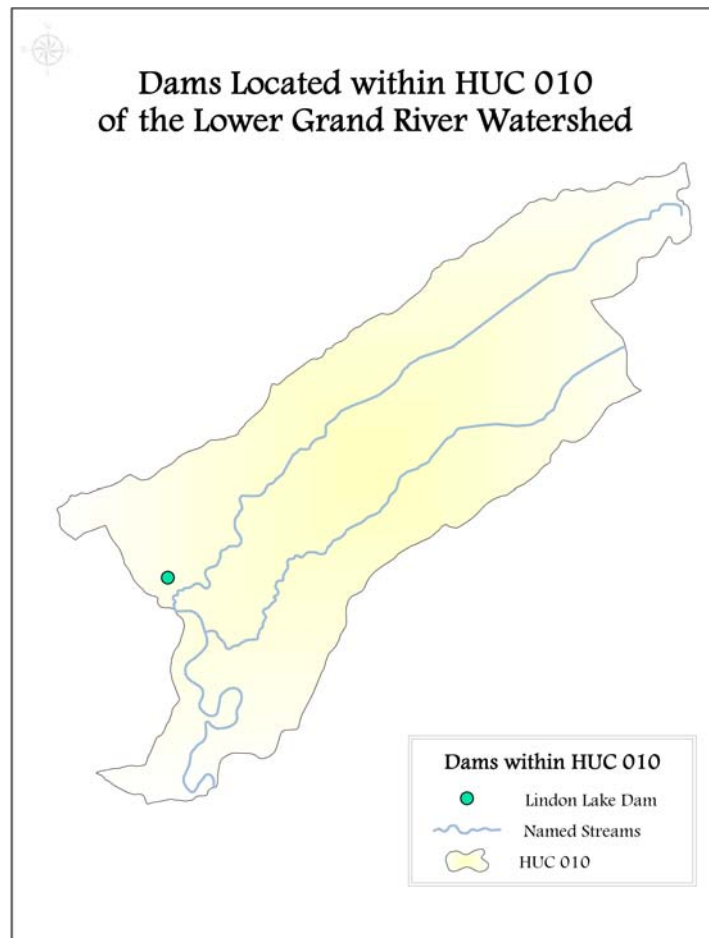 Dams Located within HUC 010
of the Lower Grand River Watershed
Dams within HUC 010
Lindon Lake Dam
Named Streams
HUC 010